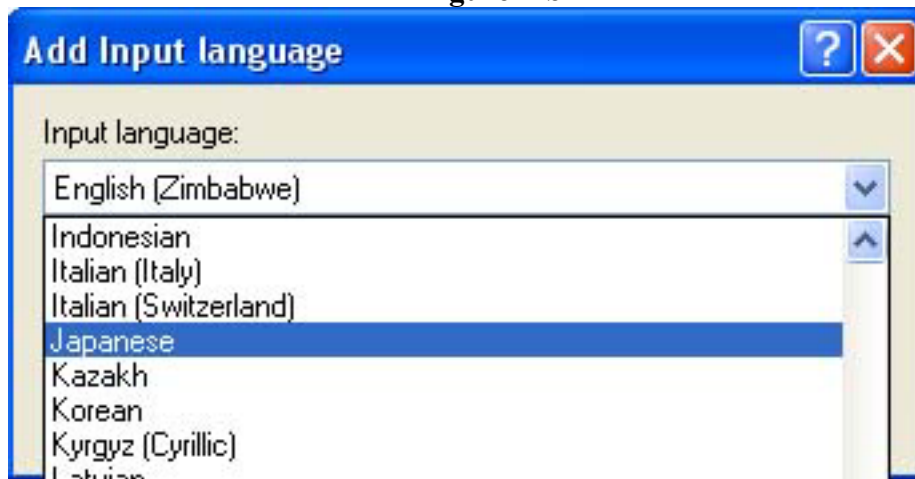 Add Input language
Input language:
English (Zimbabwe)
Indonesian
Italian (Italy)
Italian (Switzerland)
Japanese
Kazakh
Korean
Kyrgyz (Cyrillic)